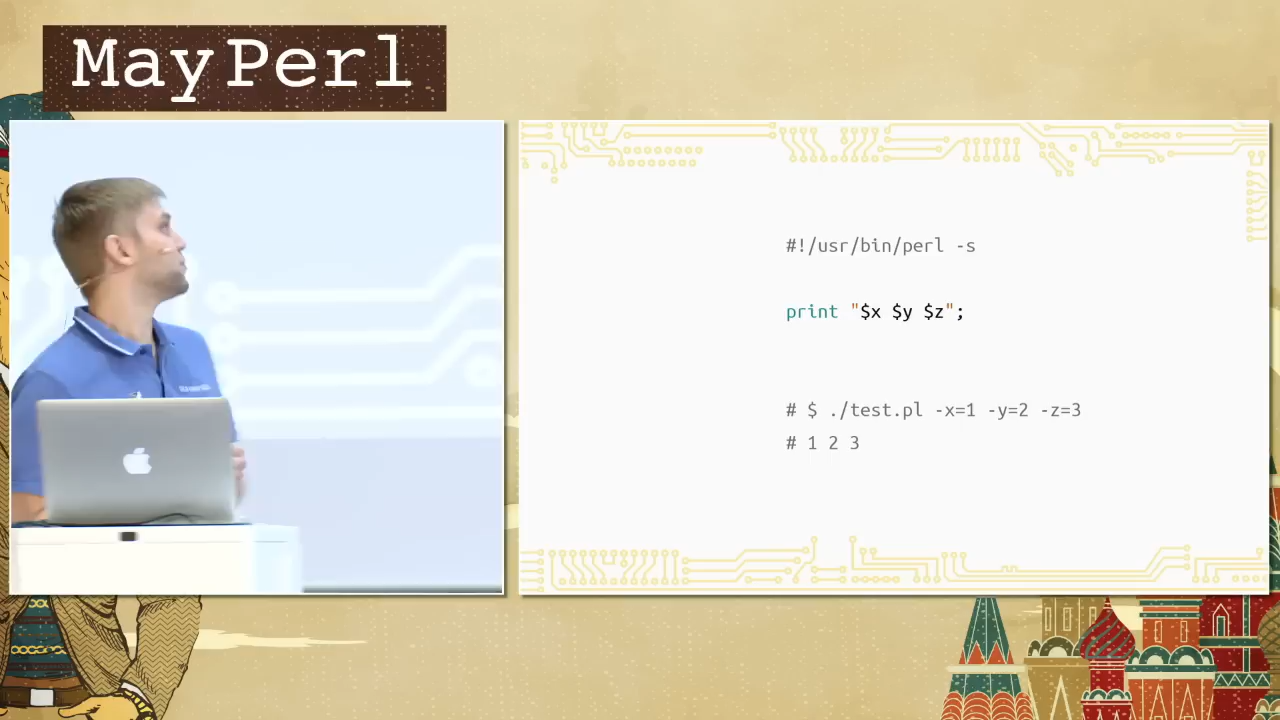 MayPerl
#!/usr/bin/perl -s
print "$x $y $z";
# $ ./test.pl -x=1 -y=2 -z=3
# 1 2 3